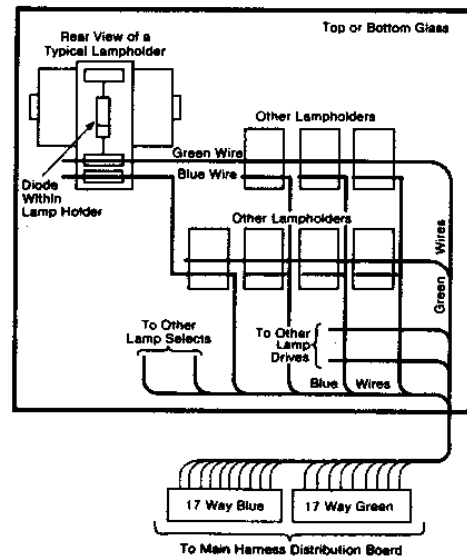 Top or Bottom Glass
Rear View of a
Typical Lampholder
Other Lampholders
Green Wire
Blue Wire
Diode
Within
Lamp Holder
Other Lampholders
Green Wires
To Other
Lamp Selects
To Other
Lamp
Drives
Blue Wires
17 Way Blue
17 Way Green
To Main Harness Distribution Board